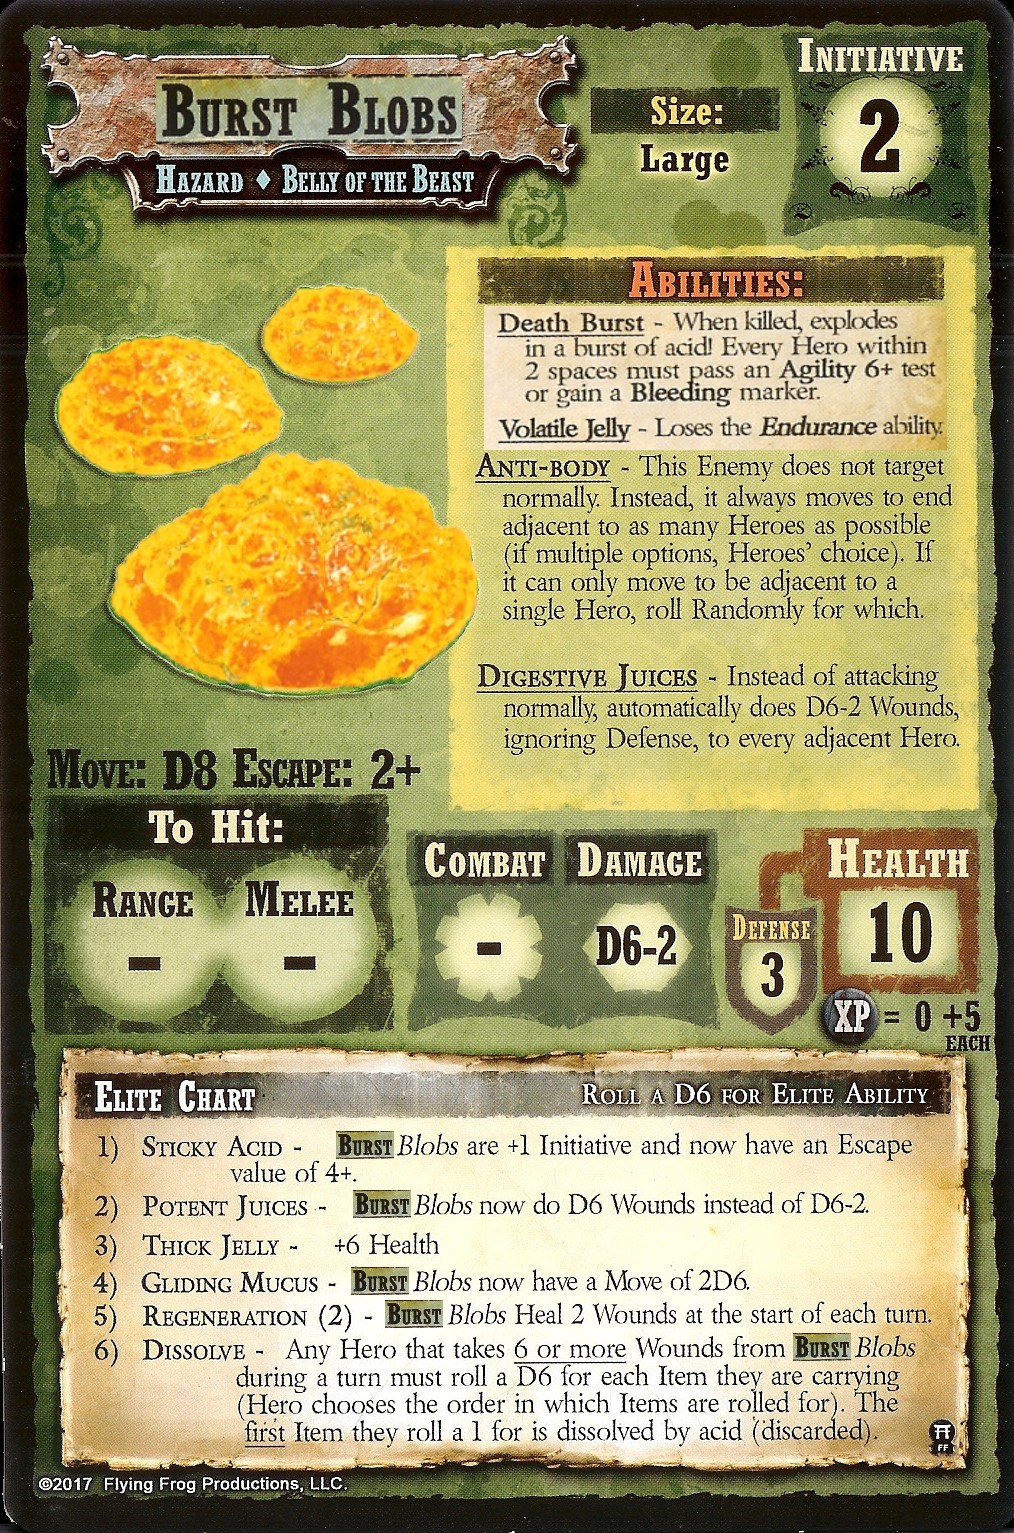 BURST BLOBS
HAZARD ♦ BELLY OF THE BEAST
Size:
Large
INITIATIVE
2
ABILITIES:
Death Burst - When killed, explodes
in a burst of acid! Every Hero within
2 spaces must pass an Agility 6+ test
or gain a Bleeding marker.
Volatile Jelly - Loses the Endurance ability.
ANTI-BODY - This Enemy does not target
normally. Instead, it always moves to end
adjacent to as many Heroes as possible
(if multiple options, Heroes' choice). If
it can only move to be adjacent to a
single Hero, roll Randomly for which.
DIGESTIVE JUICES - Instead of attacking
normally, automatically does D6-2 Wounds,
ignoring Defense, to every adjacent Hero.
MOVE: D8 ESCAPE: 2+
To Hit:
RANGE
-
MELEE
-
COMBAT
-
DAMAGE
D6-2
DEFENSE
3
HEALTH
10
XP = 0 +5
EACH
ELITE CHART
ROLL A D6 FOR ELITE ABILITY
1) STICKY ACID - BURST Blobs are +1 Initiative and now have an Escape
value of 4+.
2) POTENT JUICES - BURST Blobs now do D6 Wounds instead of D6-2.
3) THICK JELLY - +6 Health
4) GLIDING MUCUS - BURST Blobs now have a Move of 2D6.
5) REGENERATION (2) - BURST Blobs Heal 2 Wounds at the start of each turn.
6) DISSOLVE - Any Hero that takes 6 or more Wounds from BURST Blobs
during a turn must roll a D6 for each Item they are carrying
(Hero chooses the order in which Items are rolled for). The
first Item they roll a 1 for is dissolved by acid (discarded).
FF
©2017 Flying Frog Productions, LLC.